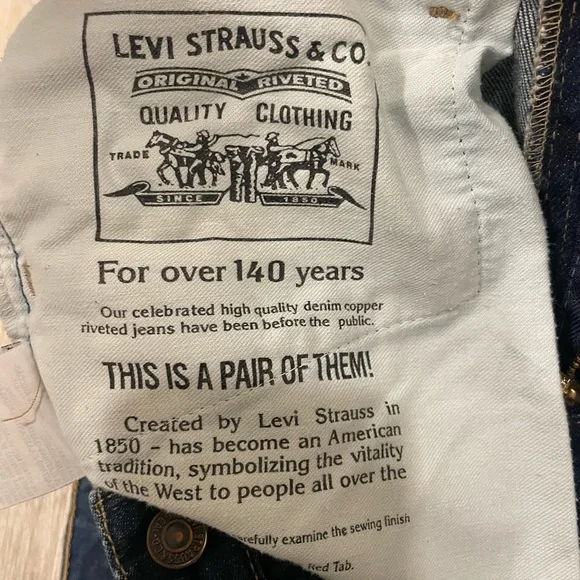 LEVI STRAUSS & CO.
ORIGINAL RIVETED
QUALITY CLOTHING
TRADE MARK
SINCE 1850
For over 140 years
Our celebrated high quality denim copper
riveted jeans have been before the public.
THIS IS A PAIR OF THEM!
Created by Levi Strauss in
1850 - has become an American
tradition, symbolizing the vitality
of the West to people all over the
examine the sewing finish
Red Tab.